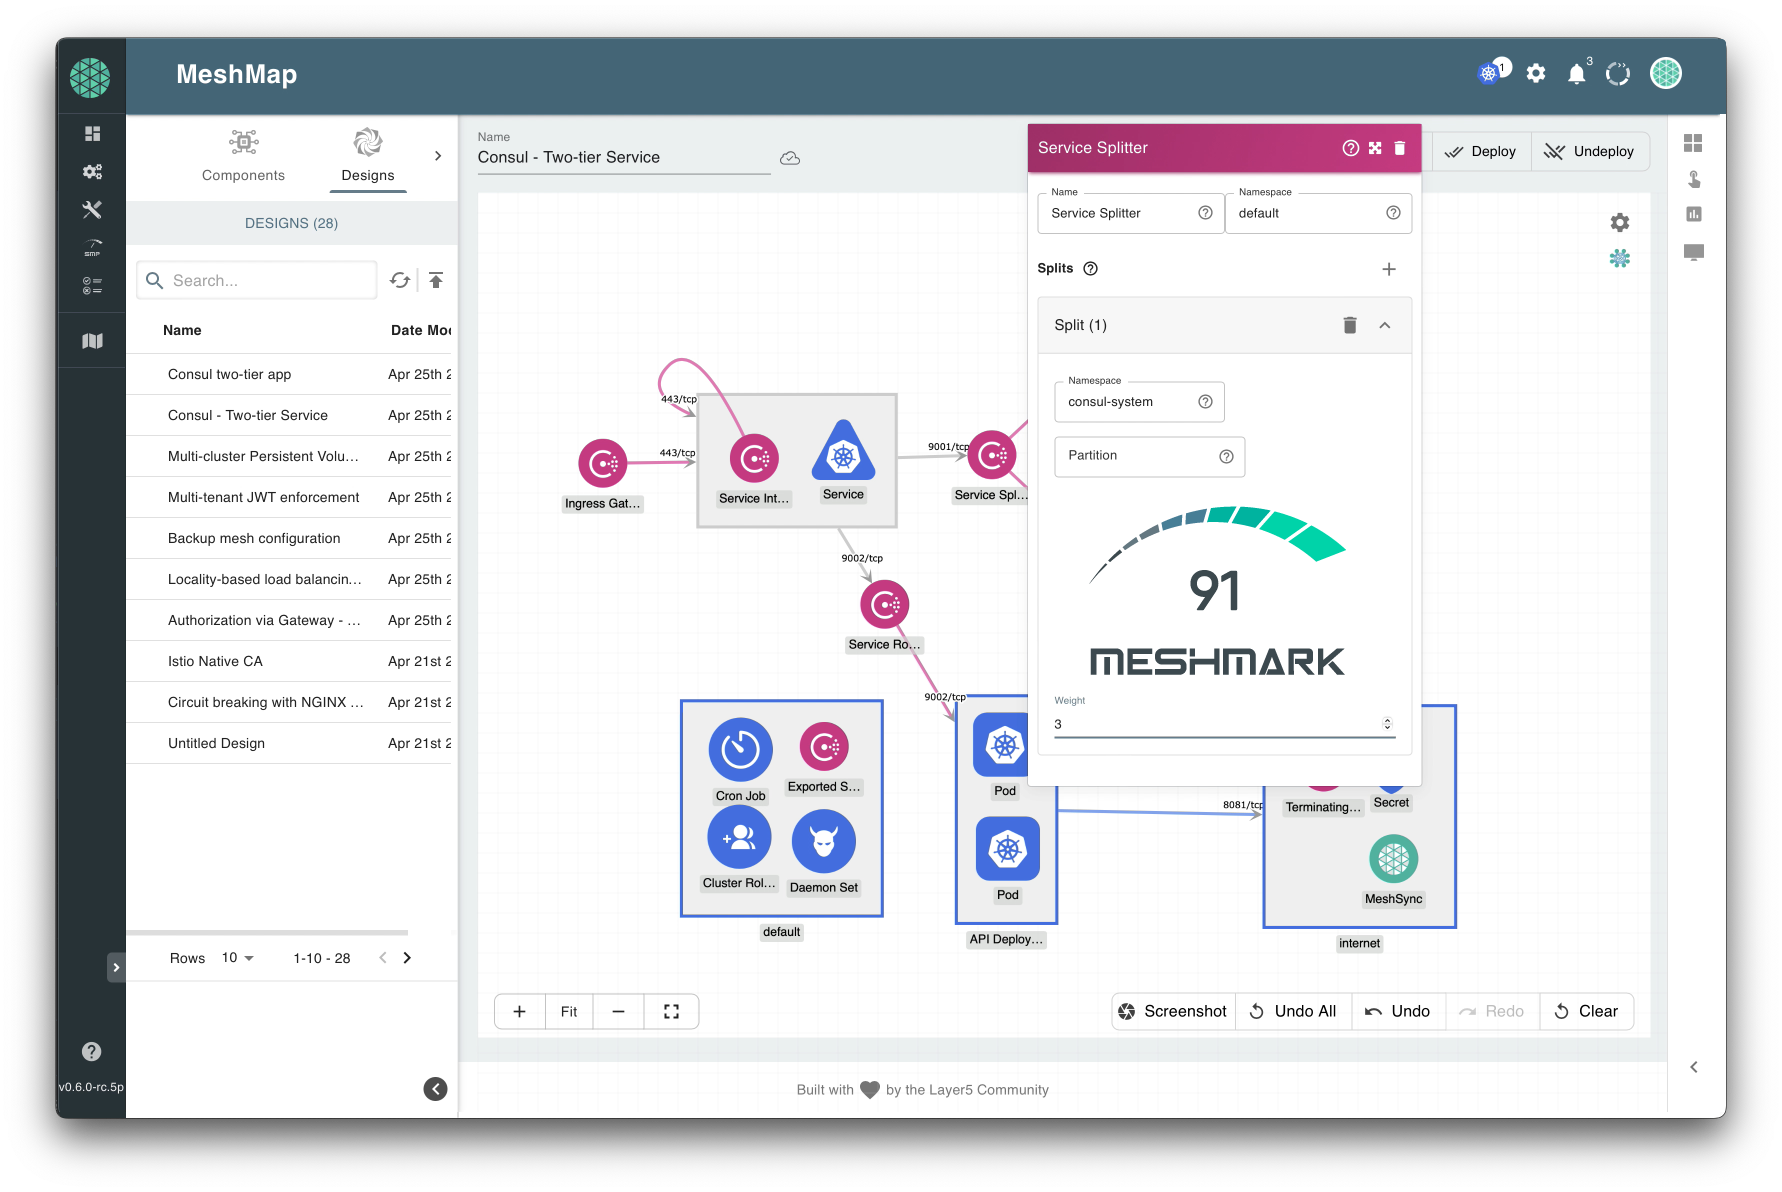 MeshMap
1
3
Components
Designs
DESIGNS (28)
Search...
Name
Date Mo
Consul two-tier app
Apr 25th 2
Consul - Two-tier Service
Apr 25th 2
Multi-cluster Persistent Volu...
Apr 25th 2
Multi-tenant JWT enforcement
Apr 25th 2
Backup mesh configuration
Apr 25th 2
Locality-based load balancin...
Apr 25th 2
Authorization via Gateway - ...
Apr 25th 2
Istio Native CA
Apr 21st 2
Circuit breaking with NGINX ...
Apr 21st 2
Untitled Design
Apr 21st 2
Rows
10
1-10 - 28
SMP
v0.6.0-rc.5p
Name
Consul - Two-tier Service
Deploy
Undeploy
443/tcp
443/tcp
Ingress Gat...
Service Int...
Service
9001/tcp
Service Spl...
9002/tcp
Service Ro...
9002/tcp
Cron Job
Exported S...
Cluster Rol...
Daemon Set
default
Pod
Pod
API Deploy...
8081/tcp
Terminating...
Secret
MeshSync
internet
Service Splitter
Name
Service Splitter
Namespace
default
Splits
Split (1)
Namespace
consul-system
Partition
91
MESHMARK
Weight
3
Fit
Screenshot
Undo All
Undo
Redo
Clear
Built with
by the Layer5 Community